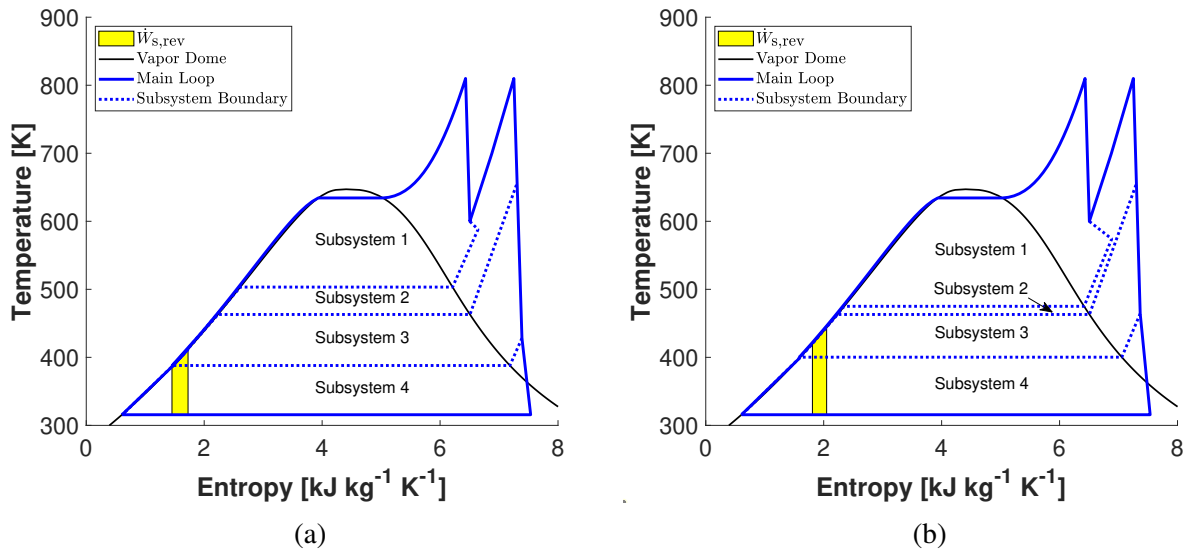 900
800
700
600
500
400
300
Temperature [K]
Ẇs,rev
Vapor Dome
Main Loop
Subsystem Boundary
Subsystem 1
Subsystem 2
Subsystem 3
Subsystem 4
0 2 4 6 8
Entropy [kJ kg⁻¹ K⁻¹]
(a)
900
800
700
600
500
400
300
Temperature [K]
Ẇs,rev
Vapor Dome
Main Loop
Subsystem Boundary
Subsystem 1
Subsystem 2
Subsystem 3
Subsystem 4
0 2 4 6 8
Entropy [kJ kg⁻¹ K⁻¹]
(b)